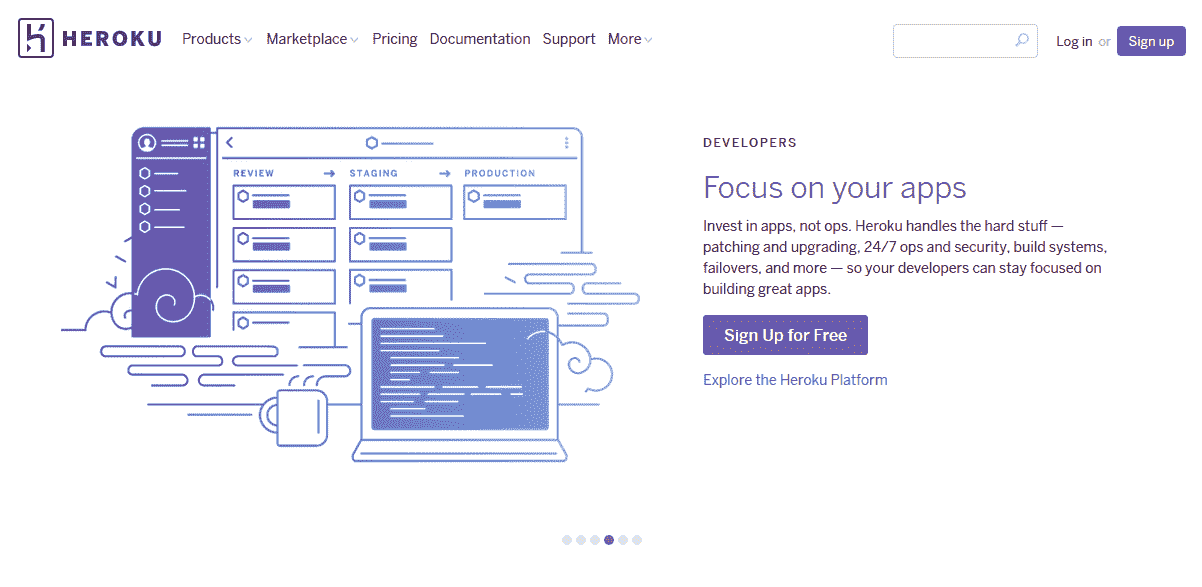 HEROKU Products Marketplace Pricing Documentation Support More Log in or Sign up
REVIEW STAGING PRODUCTION
DEVELOPERS
Focus on your apps
Invest in apps, not ops. Heroku handles the hard stuff —
patching and upgrading, 24/7 ops and security, build systems,
failovers, and more — so your developers can stay focused on
building great apps.
Sign Up for Free
Explore the Heroku Platform